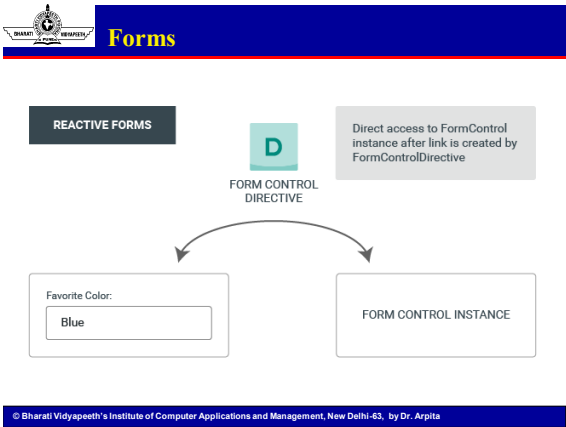 BHARATI
VIDYAPEETH
PUNE
Forms
REACTIVE FORMS
D
FORM CONTROL
DIRECTIVE
Direct access to FormControl
instance after link is created by
FormControlDirective
Favorite Color:
Blue
FORM CONTROL INSTANCE
© Bharati Vidyapeeth's Institute of Computer Applications and Management, New Delhi-63, by Dr. Arpita